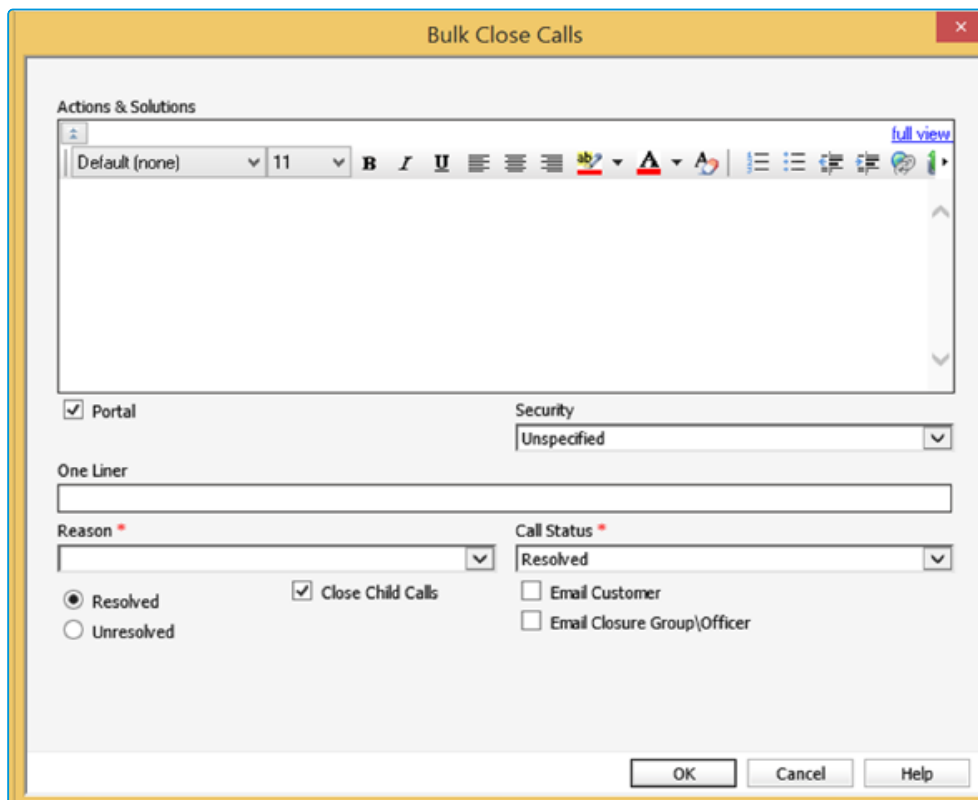 Bulk Close Calls
Actions & Solutions
full view
Default (none) 11 B I U
Portal
Security
Unspecified
One Liner
Reason *
Call Status *
Resolved
Resolved
Close Child Calls
Email Customer
Unresolved
Email Closure Group\Officer
OK Cancel Help